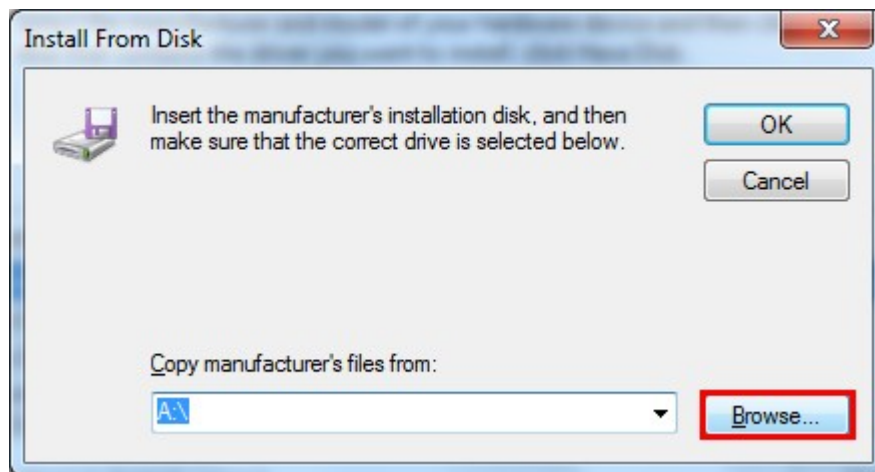 Install From Disk
Insert the manufacturer's installation disk, and then
make sure that the correct drive is selected below.
OK
Cancel
Copy manufacturer's files from:
A:\
Browse...